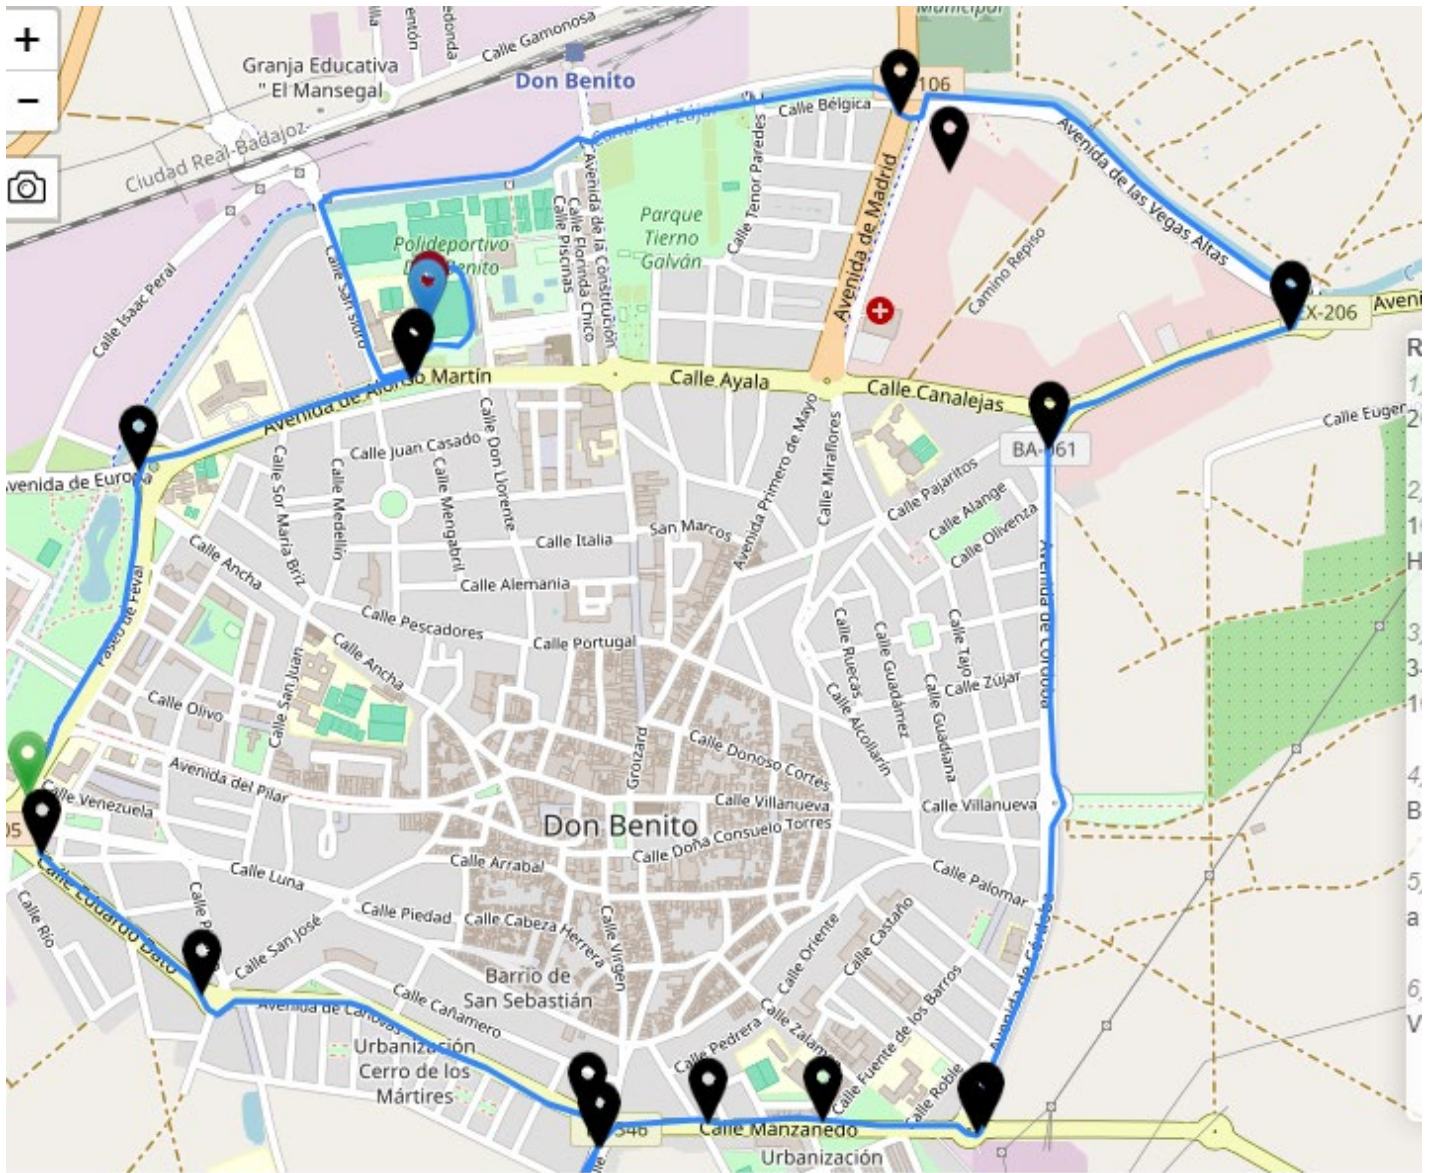 +
−
Municipal
Calle Gamonosa
Granja Educativa
" El Mansegal
Don Benito
106
Calle Bélgica
Canal del Zújar
Ciudad Real-Badajoz
Avenida de las Vegas Altas
Calle Tenor Paredes
Avenida de Madrid
Avenida de la Constitución
Calle Florinda Chico
Calle Piscinas
Parque
Tierno
Galván
Polideportivo
Calle San Isidro
Calle Isaac Peral
Camino Repiso
EX-206
Aveni
R
Avenida de Alonso Martín
Calle Ayala
Calle Canalejas
Calle Euger
BA-
061
Calle Juan Casado
Calle Don Llorente
Avenida Primero de Mayo
Calle Miraflores
Calle Pajaritos
Calle Alange
Calle Olivenza
venida de Europa
Calle Sor María Briz
Calle Medellín
Calle Mengabril
San Marcos
Calle Italia
Calle Alemania
Calle Ancha
Paseo de Feval
Calle Pescadores
Calle Portugal
Avenida de Córdoba
Calle Ruecas
Calle Guadámez
Calle Tajo
Calle Zújar
Calle Guadiana
Calle Alcollarín
Calle Ancha
Calle San Juan
Calle Olivo
Groizard
Calle Donoso Cortés
Avenida del Pilar
Calle Venezuela
Calle Villanueva
Calle Villanueva
05
Don Benito
Calle Doña Consuelo Torres
Calle Arrabal
Calle Luna
Calle Palomar
Calle Eduardo Dato
Calle Río
Calle Piedad
Calle Cabeza Herrera
Calle Virgen
Calle San José
Calle Oriente
Calle Castaño
Avenida de Córdoba
Barrio de
San Sebastián
Calle Cañamero
Avenida de Canovas
Urbanización
Cerro de los
Mártires
Calle Pedrera
Calle Zalamea
Calle Fuente de los Barros
Calle Roble
346
Calle Manzanedo
Urbanización